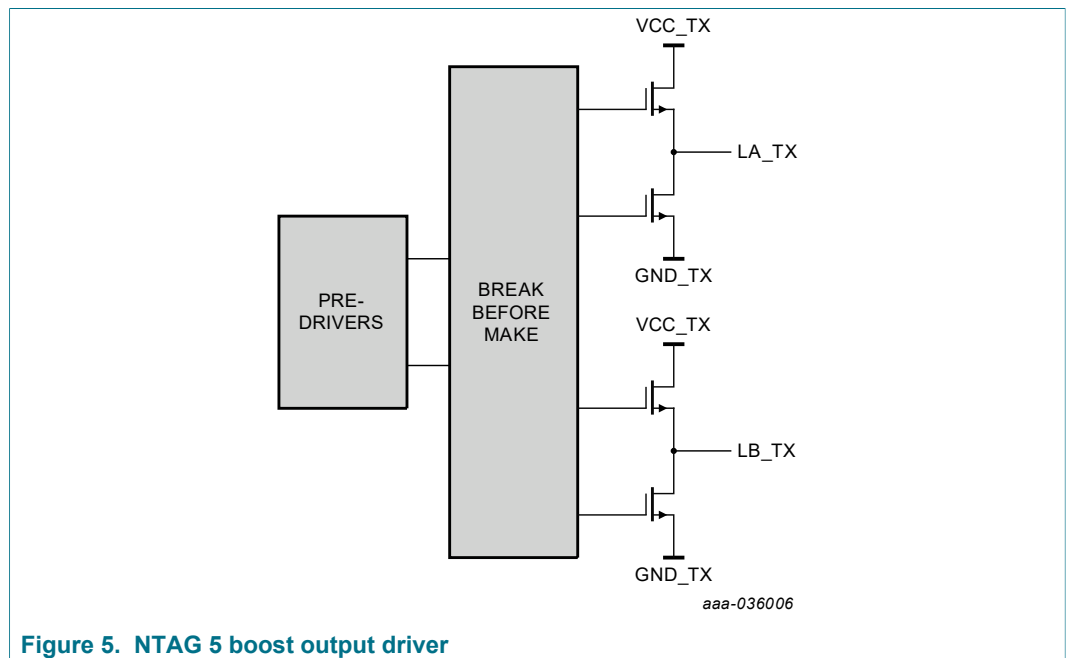 VCC_TX
LA_TX
GND_TX
PRE-
DRIVERS
BREAK
BEFORE
MAKE
VCC_TX
LB_TX
GND_TX
aaa-036006
Figure 5. NTAG 5 boost output driver